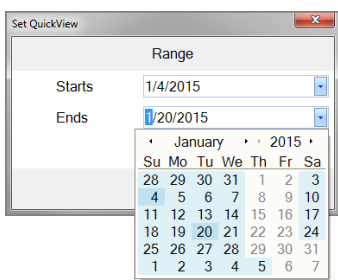 Set QuickView
x
Range
Starts 1/4/2015
Ends 1/20/2015
January 2015
Su Mo Tu We Th Fr Sa
28 29 30 31 1 2 3
4 5 6 7 8 9 10
11 12 13 14 15 16 17
18 19 20 21 22 23 24
25 26 27 28 29 30 31
1 2 3 4 5 6 7